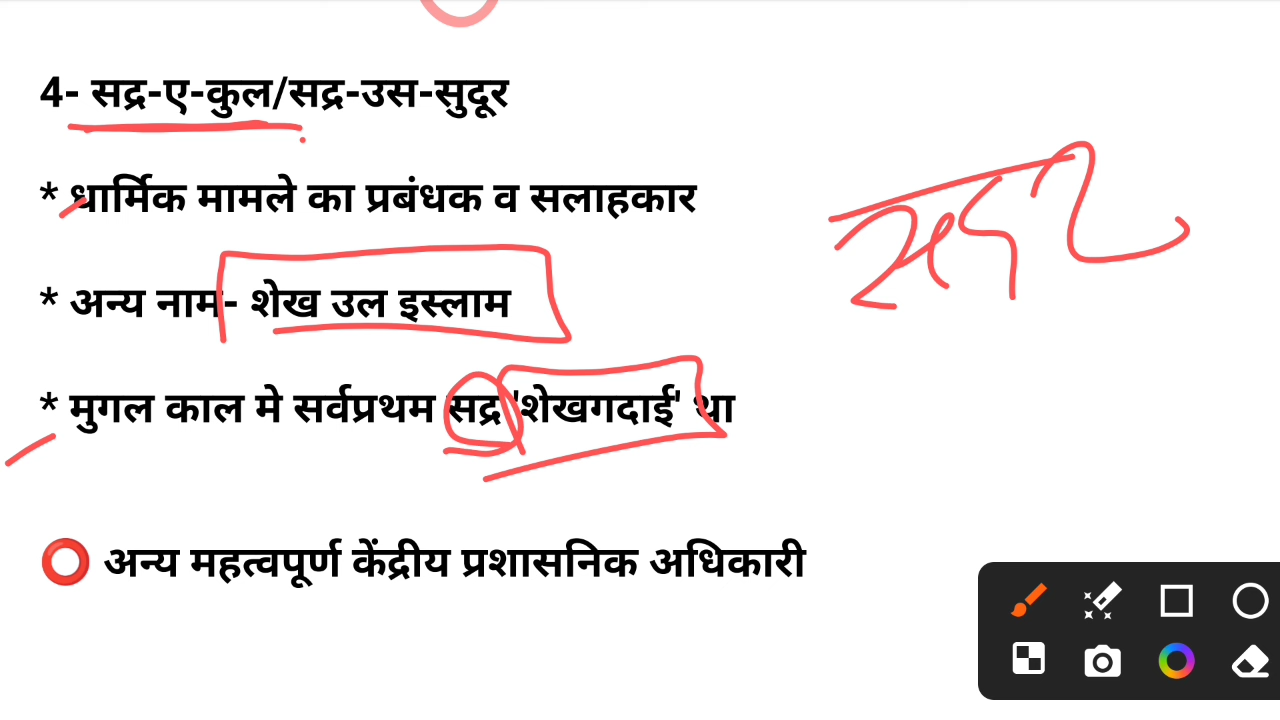 4- सद्र-ए-कुल/सद्र-उस-सुदूर
* धार्मिक मामले का प्रबंधक व सलाहकार
* अन्य नाम- शेख उल इस्लाम
* मुगल काल मे सर्वप्रथम सद्र 'शेखगदाई' था
⭕ अन्य महत्वपूर्ण केंद्रीय प्रशासनिक अधिकारी